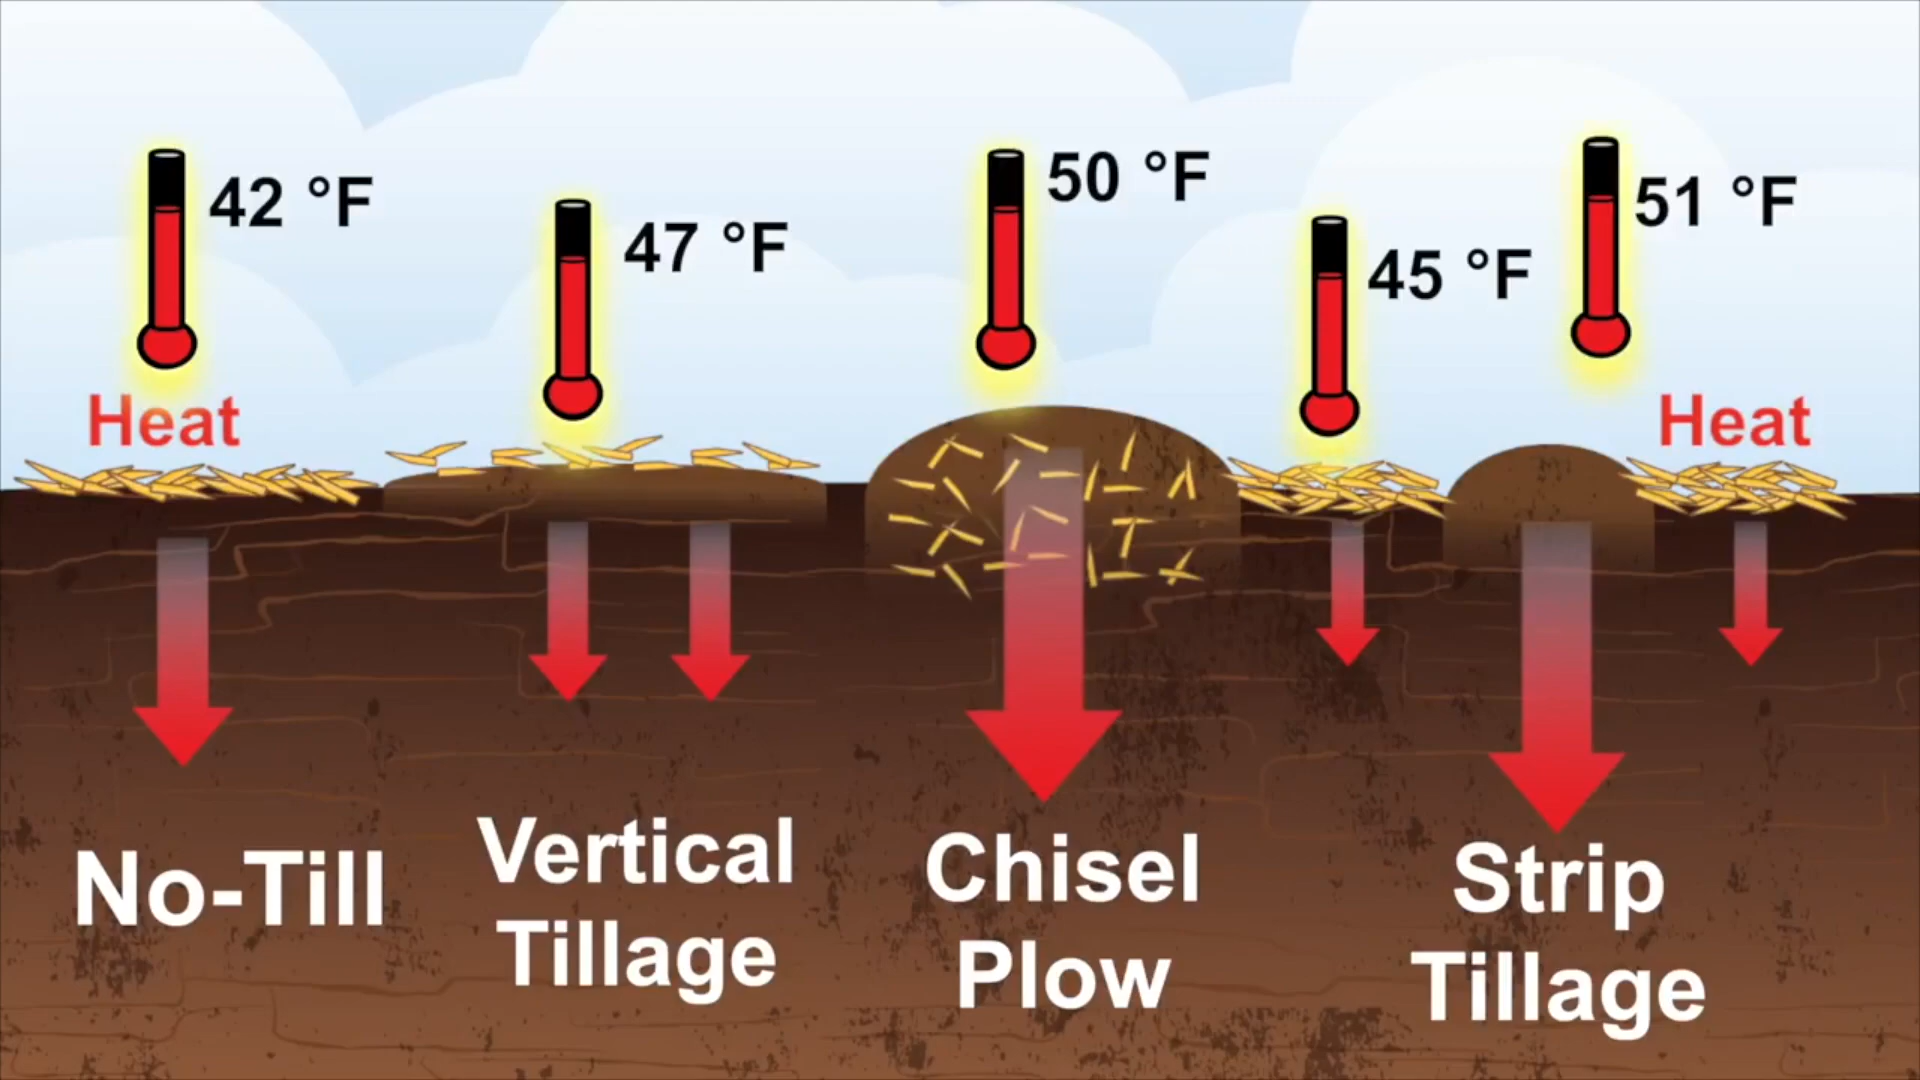 42 °F
47 °F
50 °F
45 °F
51 °F
Heat
Heat
No-Till
Vertical
Tillage
Chisel
Plow
Strip
Tillage